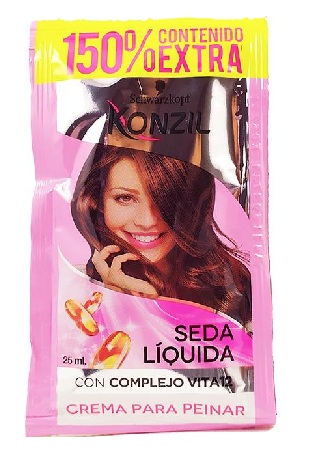 150% CONTENIDO EXTRA
Schwarzkopf
KONZIL
SEDA
LÍQUIDA
25 ml.
CON COMPLEJO VITA12
CREMA PARA PEINAR